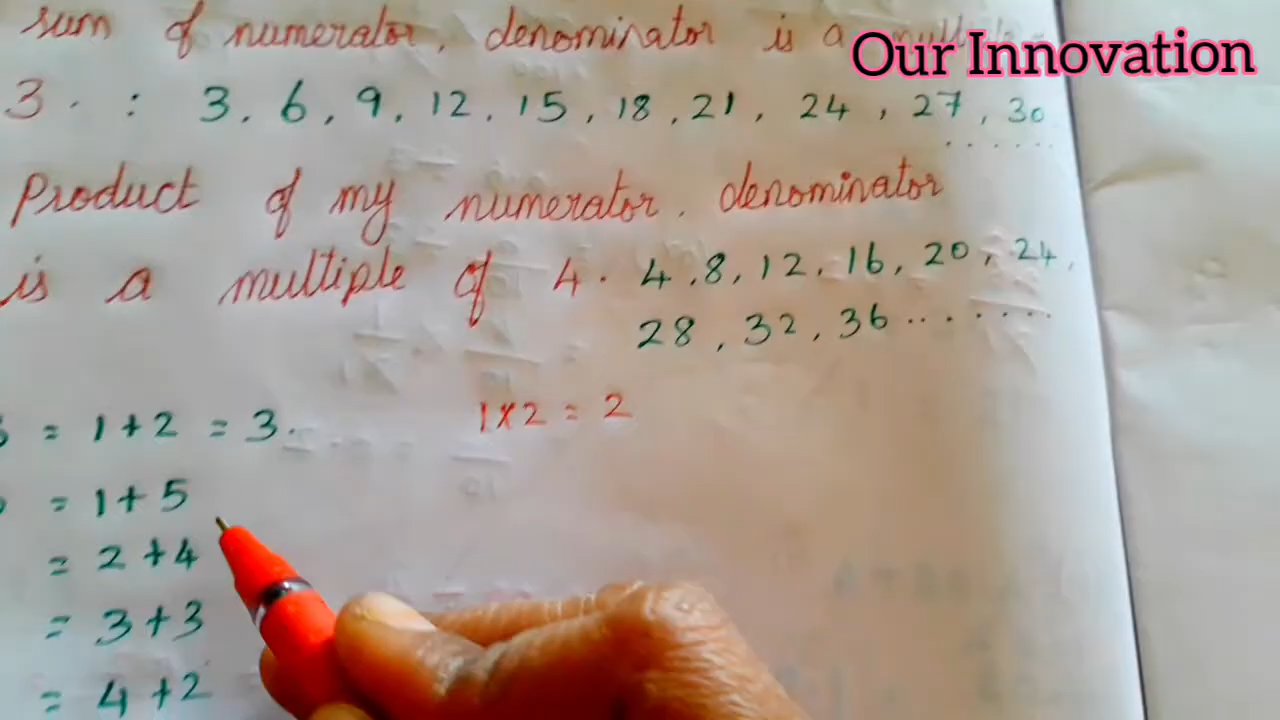 sum of numerator, denominator is a
Our Innovation
3. : 3, 6, 9, 12, 15, 18, 21, 24, 27, 30
.......
Product of my numerator, denominator
is a multiple of 4. 4, 8, 12, 16, 20, 24,
28, 32, 36 .......
= 1 + 2 = 3. 1 x 2 = 2
= 1 + 5
= 2 + 4
= 3 + 3
= 4 + 2